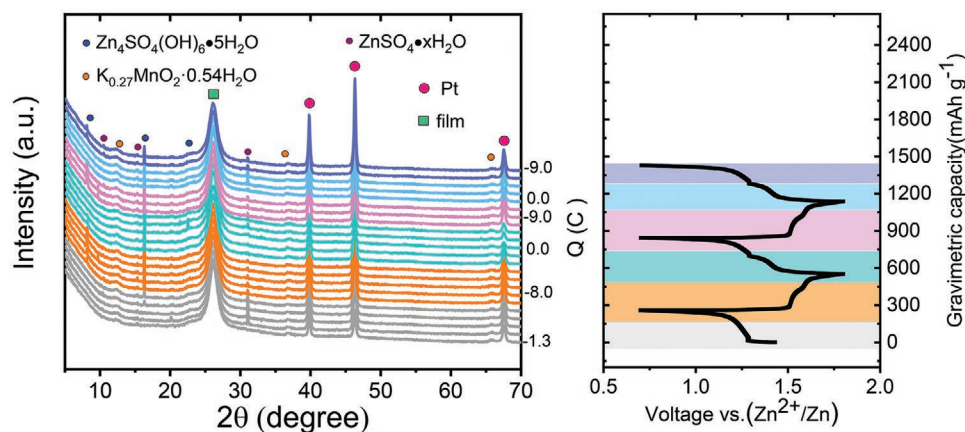 Zn4SO4(OH)6●5H2O
ZnSO4●xH2O
K0.27MnO2·0.54H2O
Pt
film
Intensity (a.u.)
-9.0
0.0
-9.0
0.0
-8.0
-1.3
10 20 30 40 50 60 70
2θ (degree)
Q (C)
2400
2100
1800
1500
1200
900
600
300
0
Gravimetric capacity(mAh g-1)
0.5 1.0 1.5 2.0
Voltage vs.(Zn2+/Zn)